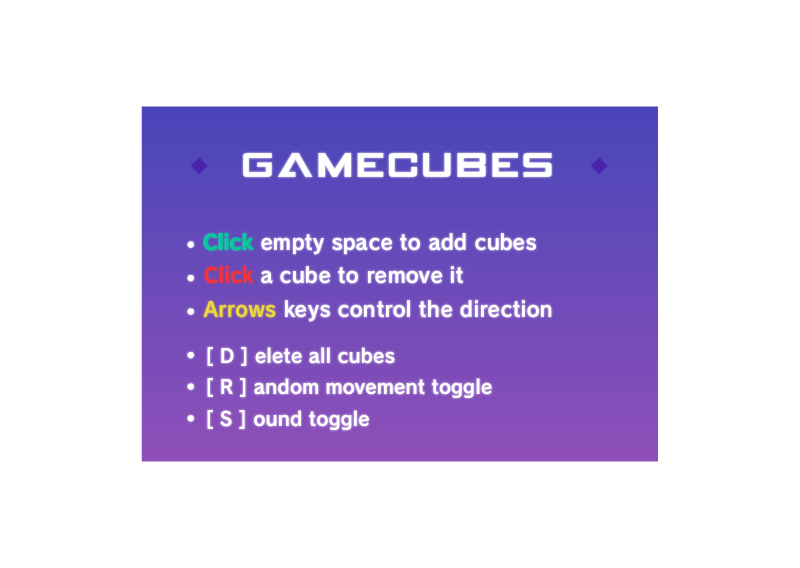 GAMECUBES
• Click empty space to add cubes
• Click a cube to remove it
• Arrows keys control the direction
• [ D ] elete all cubes
• [ R ] andom movement toggle
• [ S ] ound toggle